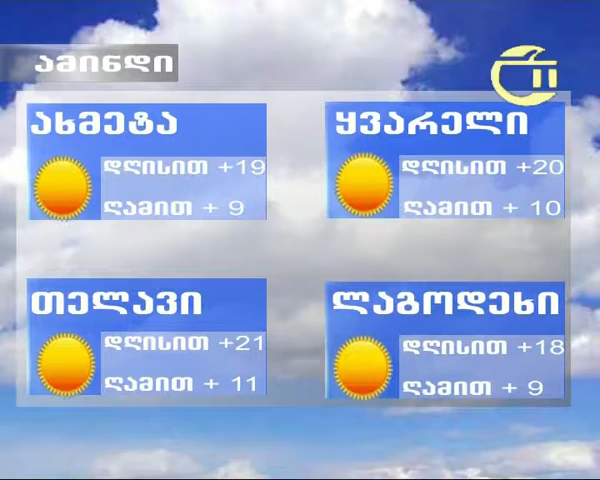 ამინდი
ახმეტა
დღისით +19
ღამით + 9
ყვარელი
დღისით +20
ღამით + 10
თელავი
დღისით +21
ღამით + 11
ლაგოდეხი
დღისით +18
ღამით + 9